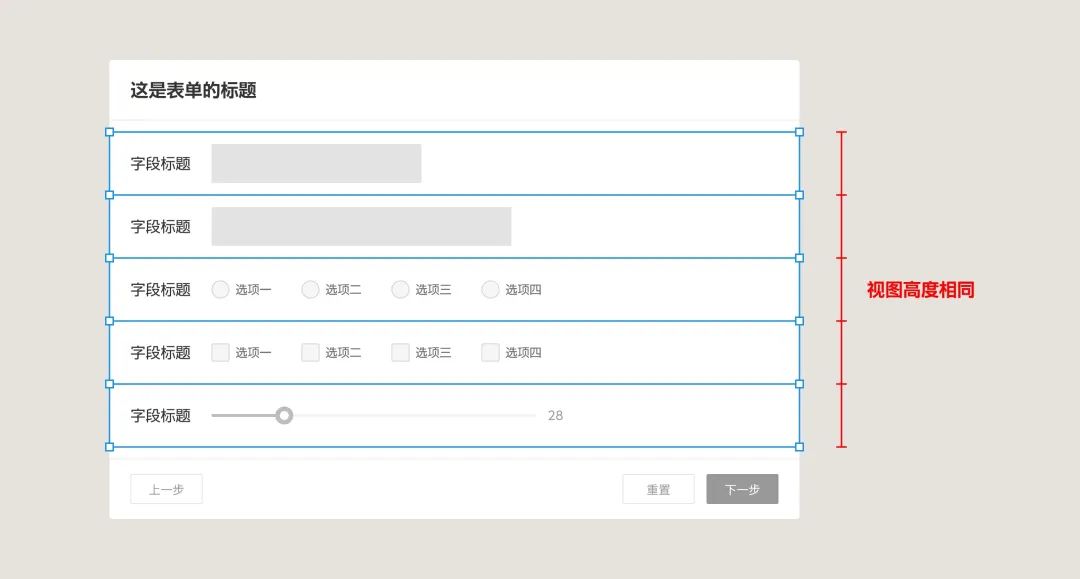 这是表单的标题
字段标题
字段标题
字段标题 选项一 选项二 选项三 选项四
视图高度相同
字段标题 选项一 选项二 选项三 选项四
字段标题 28
上一步 重置 下一步